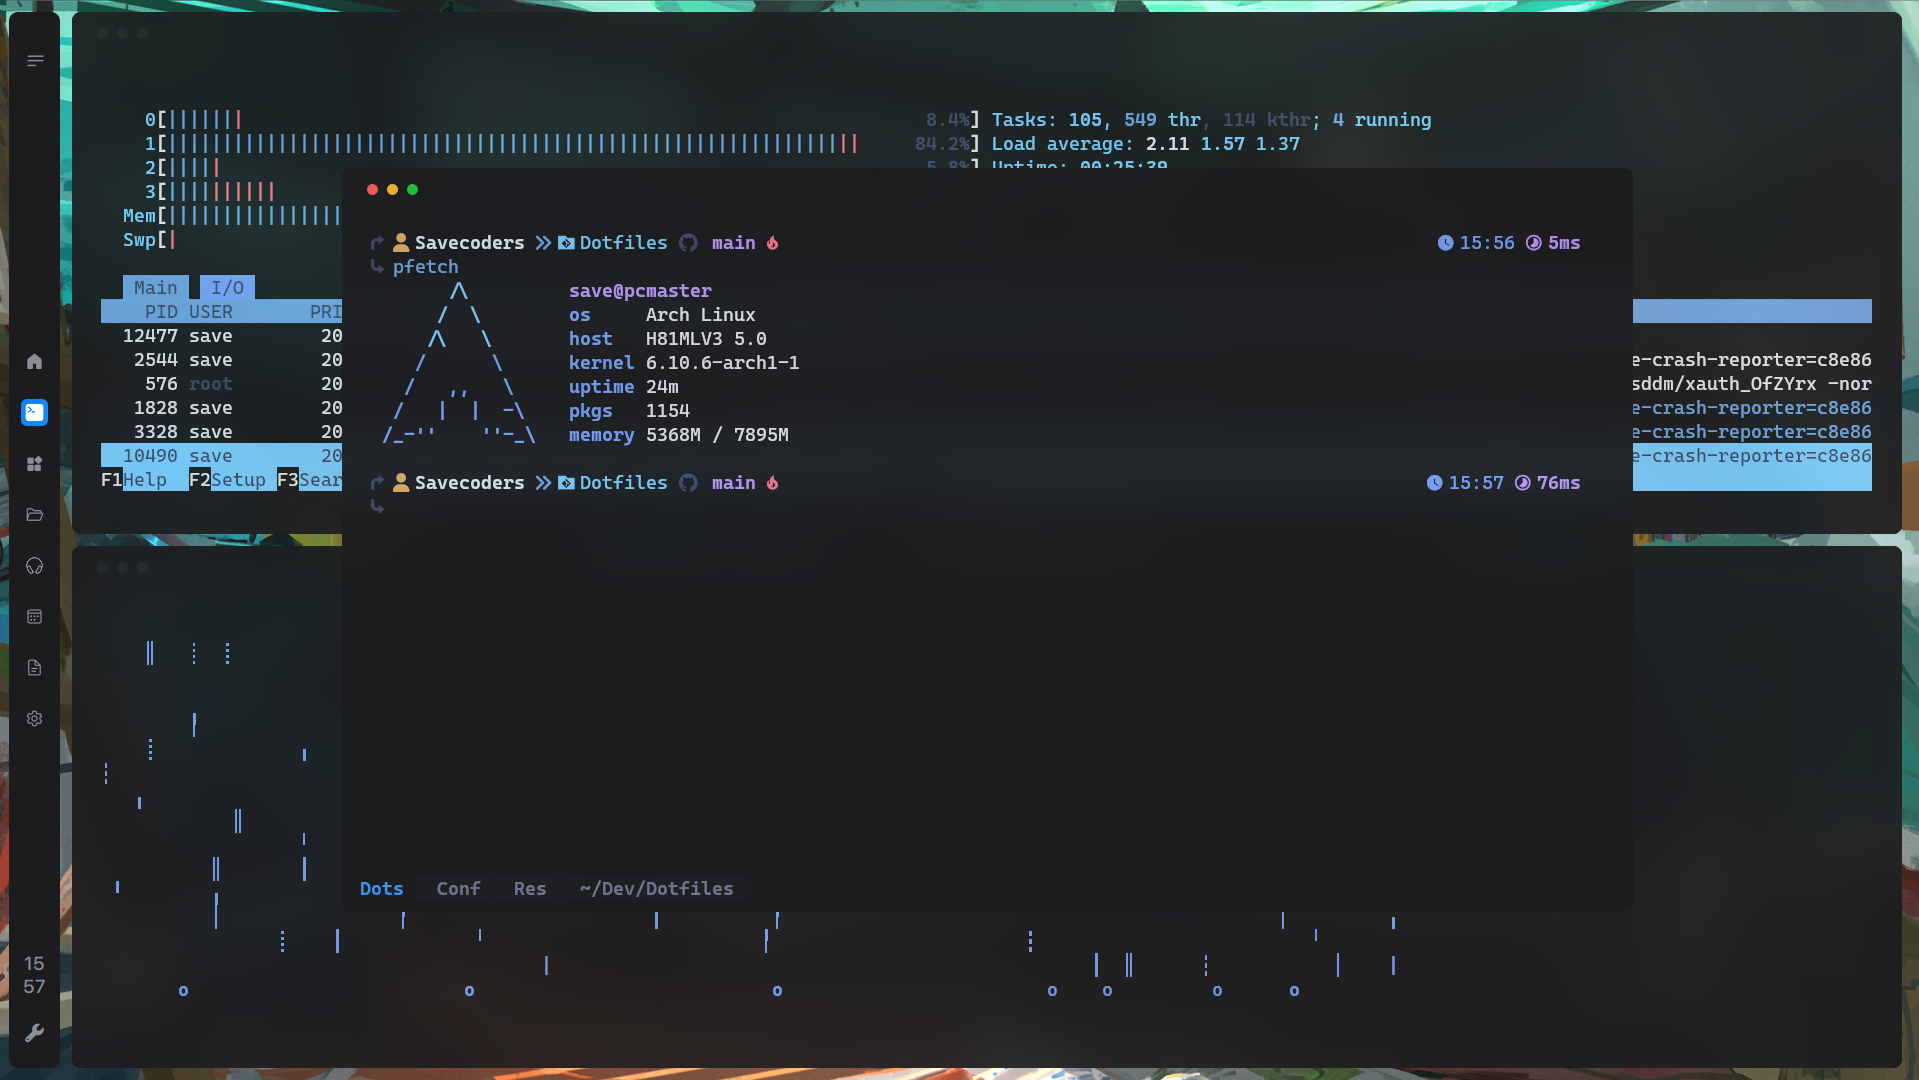 0[||||||| 8.4%] Tasks: 105, 549 thr, 114 kthr; 4 running
1[||||||||||||||||||||||||||||||||||||||||||||||||||||||||||||||| 84.2%] Load average: 2.11 1.57 1.37
2[||||| 5.8%] Uptime: 00:25:39
3[||||||||||
Mem[||||||||||||||||
Swp[|
Main I/O
PID USER PRI
12477 save 20
2544 save 20
576 root 20
1828 save 20
3328 save 20
10490 save 20
F1Help F2Setup F3Sear
e-crash-reporter=c8e86
sddm/xauth_OfZYrx -nor
e-crash-reporter=c8e86
e-crash-reporter=c8e86
e-crash-reporter=c8e86
Savecoders Dotfiles main 15:56 5ms
pfetch
/\ save@pcmaster
/ \ os Arch Linux
/\ \ host H81MLV3 5.0
/ \ kernel 6.10.6-arch1-1
/ ,, \ uptime 24m
/ | | -\ pkgs 1154
/_-'' ''-_\ memory 5368M / 7895M
Savecoders Dotfiles main 15:57 76ms
Dots Conf Res ~/Dev/Dotfiles
o o o o o o o
15
57